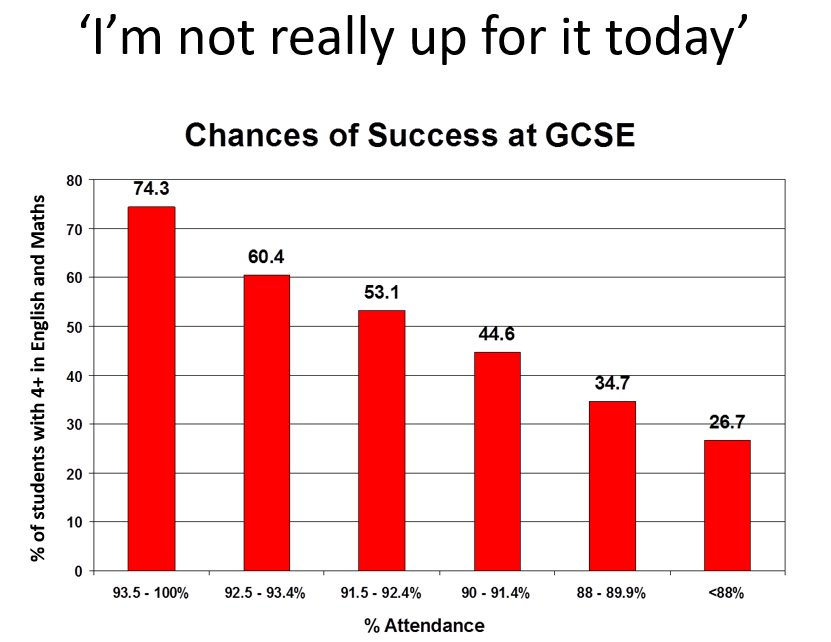 ‘I’m not really up for it today’
Chances of Success at GCSE
% of students with 4+ in English and Maths
80
70
60
50
40
30
20
10
0
74.3
60.4
53.1
44.6
34.7
26.7
93.5 - 100%
92.5 - 93.4%
91.5 - 92.4%
90 - 91.4%
88 - 89.9%
<88%
% Attendance